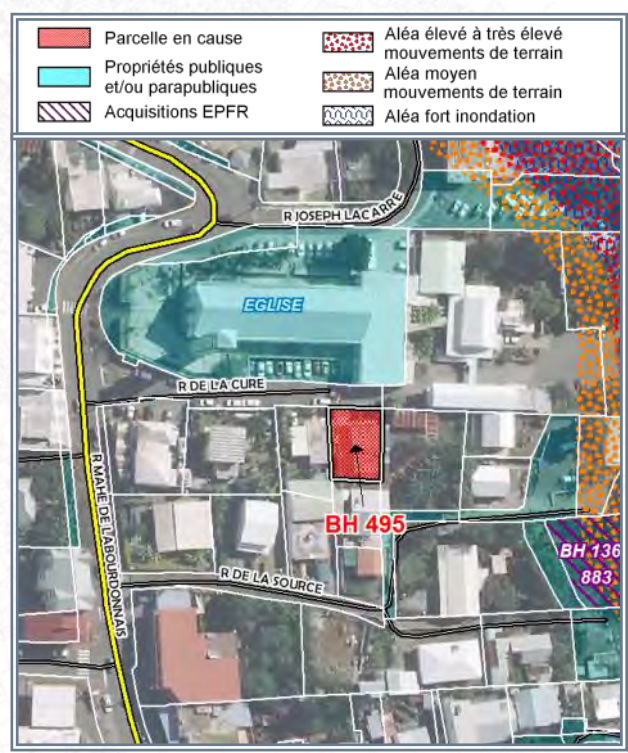 Parcelle en cause
Propriétés publiques
et/ou parapubliques
Acquisitions EPFR
Aléa élevé à très élevé
mouvements de terrain
Aléa moyen
mouvements de terrain
Aléa fort inondation
R JOSEPH LACARRE
EGLISE
R DE LA CURE
R MAHE DE LABOURDONNAIS
BH 495
BH 136
883
R DE LA SOURCE